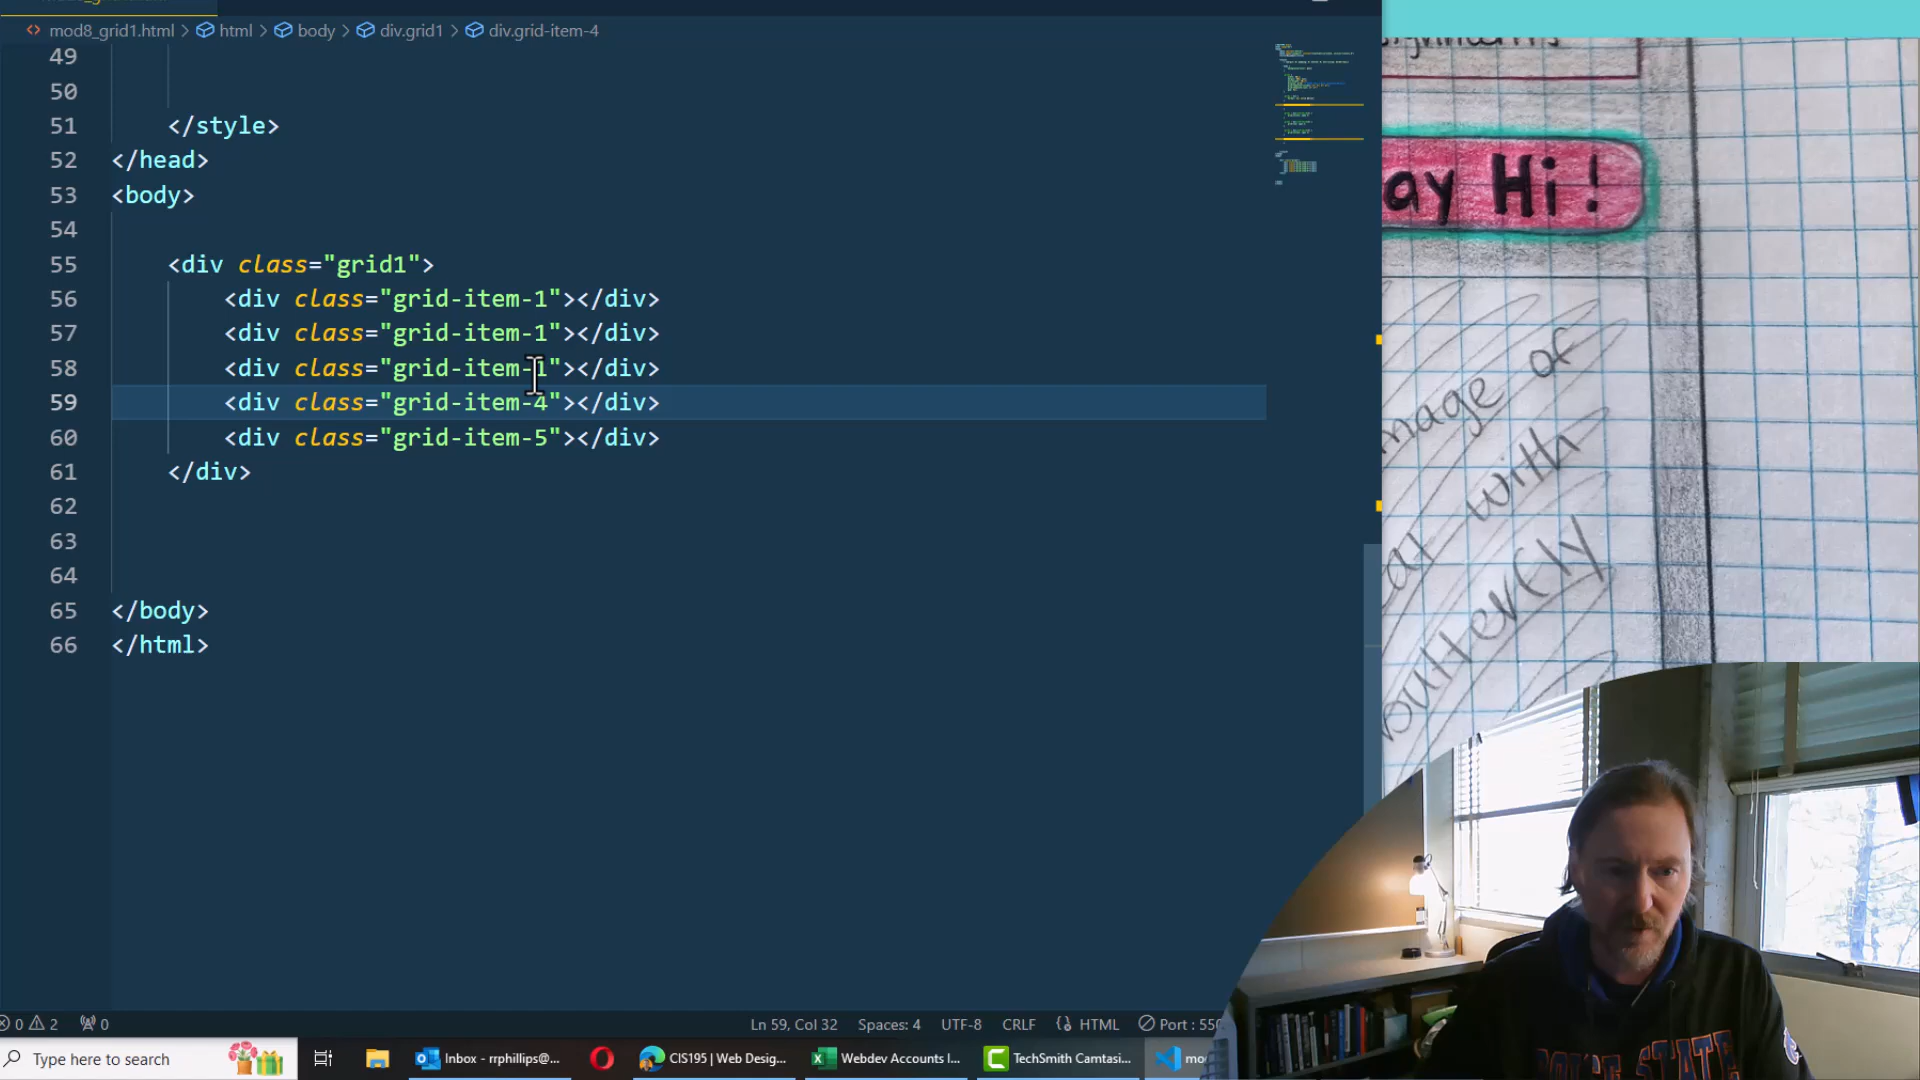 mod8_grid1.html > html > body > div.grid1 > div.grid-item-4
49
50
51 </style>
52 </head>
53 <body>
54
55 <div class="grid1">
56 <div class="grid-item-1"></div>
57 <div class="grid-item-1"></div>
58 <div class="grid-item-1"></div>
59 <div class="grid-item-4"></div>
60 <div class="grid-item-5"></div>
61 </div>
62
63
64
65 </body>
66 </html>
ay Hi!
mage of
with
butterfly
0 2 0
Ln 59, Col 32 Spaces: 4 UTF-8 CRLF HTML Port : 550
Type here to search
Inbox - rrphillips@...
CIS195 | Web Desig...
Webdev Accounts I...
TechSmith Camtasi...
mo